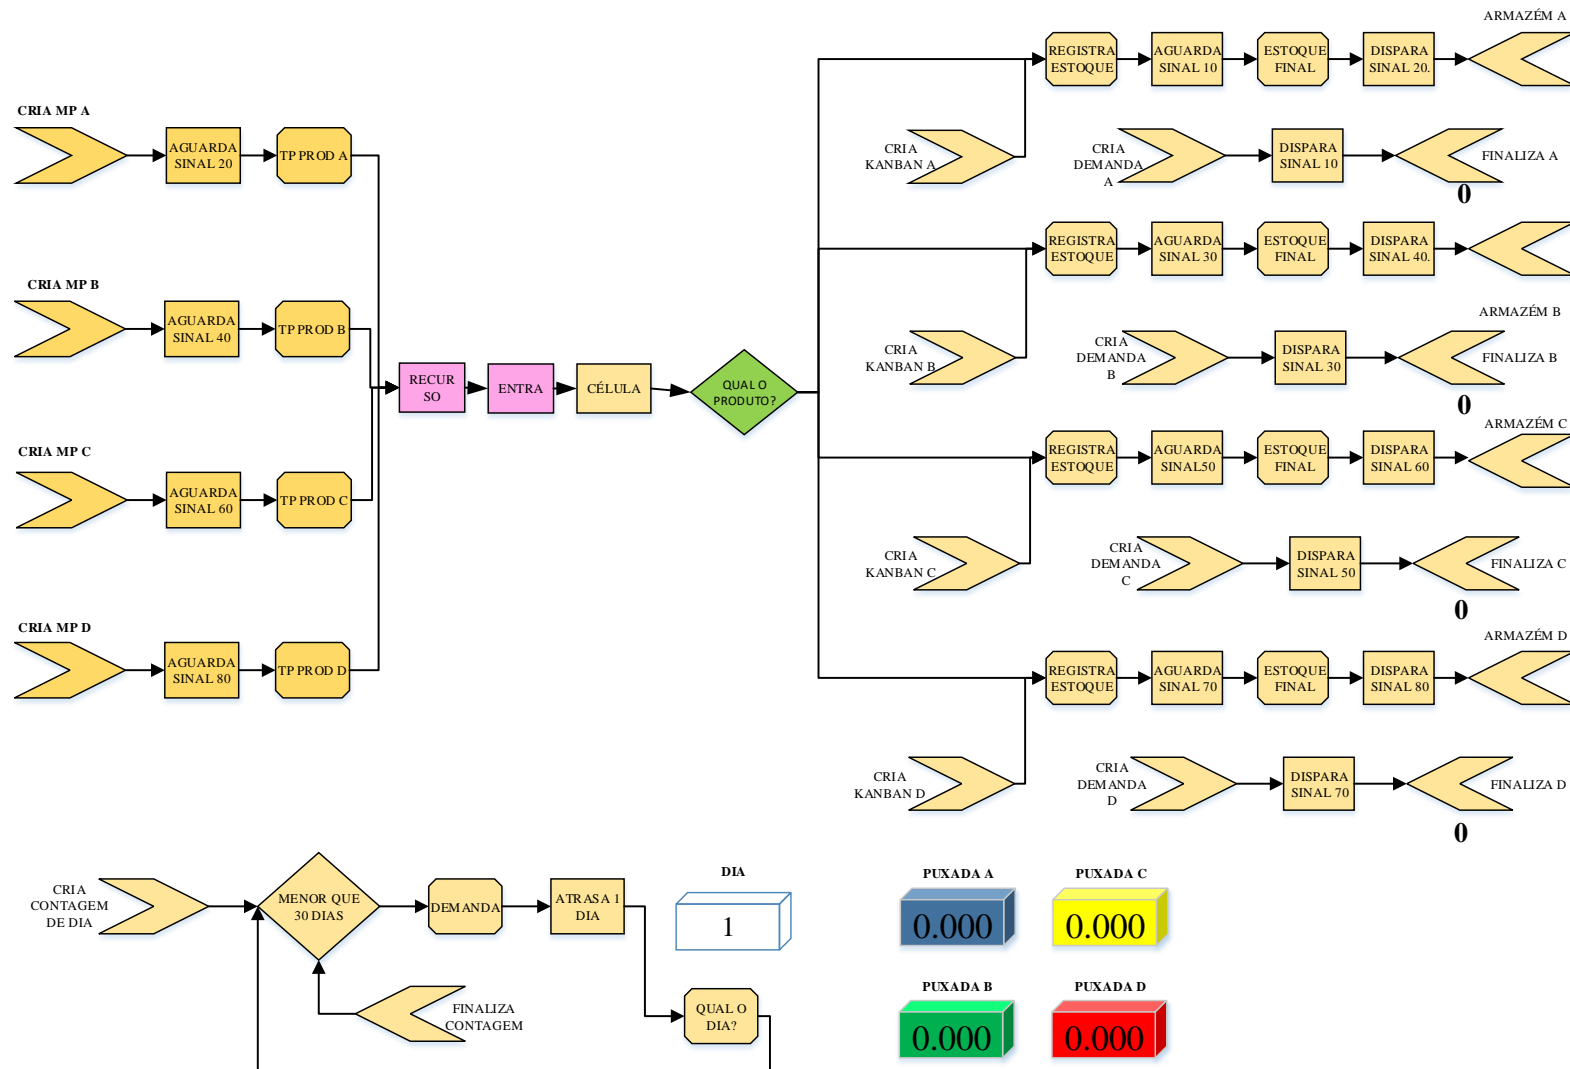 ARMAZÉM A
REGISTRA
ESTOQUE
AGUARDA
SINAL 10
ESTOQUE
FINAL
DISPARA
SINAL 20.
CRIA MP A
AGUARDA
SINAL 20
TP PROD A
CRIA
KANBAN A
CRIA
DEMANDA
A
DISPARA
SINAL 10
FINALIZA A
0
REGISTRA
ESTOQUE
AGUARDA
SINAL 30
ESTOQUE
FINAL
DISPARA
SINAL 40.
CRIA MP B
AGUARDA
SINAL 40
TP PROD B
ARMAZÉM B
CRIA
KANBAN B
CRIA
DEMANDA
B
DISPARA
SINAL 30
FINALIZA B
0
RECUR
SO
ENTRA
CÉLULA
QUAL O
PRODUTO?
ARMAZÉM C
REGISTRA
ESTOQUE
AGUARDA
SINAL50
ESTOQUE
FINAL
DISPARA
SINAL 60
CRIA MP C
AGUARDA
SINAL 60
TP PROD C
CRIA
KANBAN C
CRIA
DEMANDA
C
DISPARA
SINAL 50
FINALIZA C
0
CRIA MP D
AGUARDA
SINAL 80
TP PROD D
ARMAZÉM D
REGISTRA
ESTOQUE
AGUARDA
SINAL 70
ESTOQUE
FINAL
DISPARA
SINAL 80
CRIA
KANBAN D
CRIA
DEMANDA
D
DISPARA
SINAL 70
FINALIZA D
0
CRIA
CONTAGEM
DE DIA
MENOR QUE
30 DIAS
DEMANDA
ATRASA 1
DIA
DIA
1
PUXADA A
0.000
PUXADA C
0.000
FINALIZA
CONTAGEM
QUAL O
DIA?
PUXADA B
0.000
PUXADA D
0.000